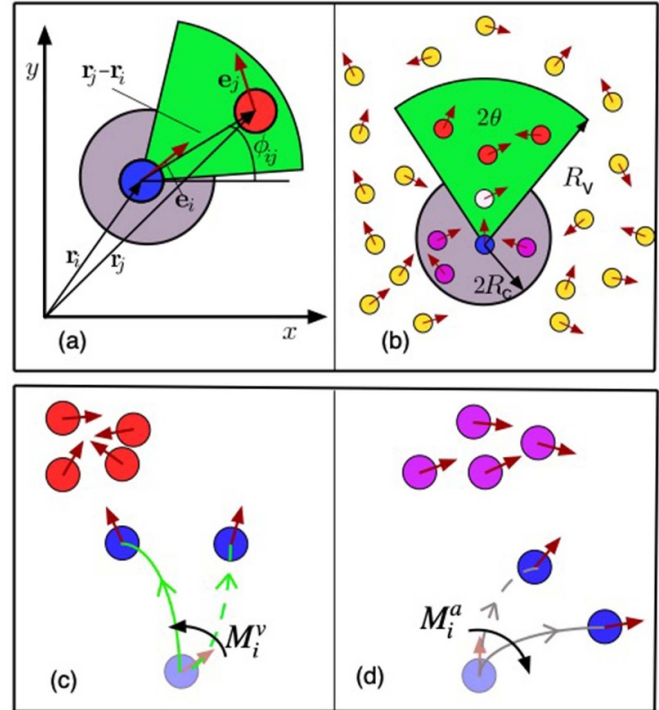 y
r_j−r_i
e_j
ϕ_ij
e_i
r_i
r_j
x
(a)
2θ
R_V
2R_c
(b)
M_i^v
(c)
M_i^a
(d)